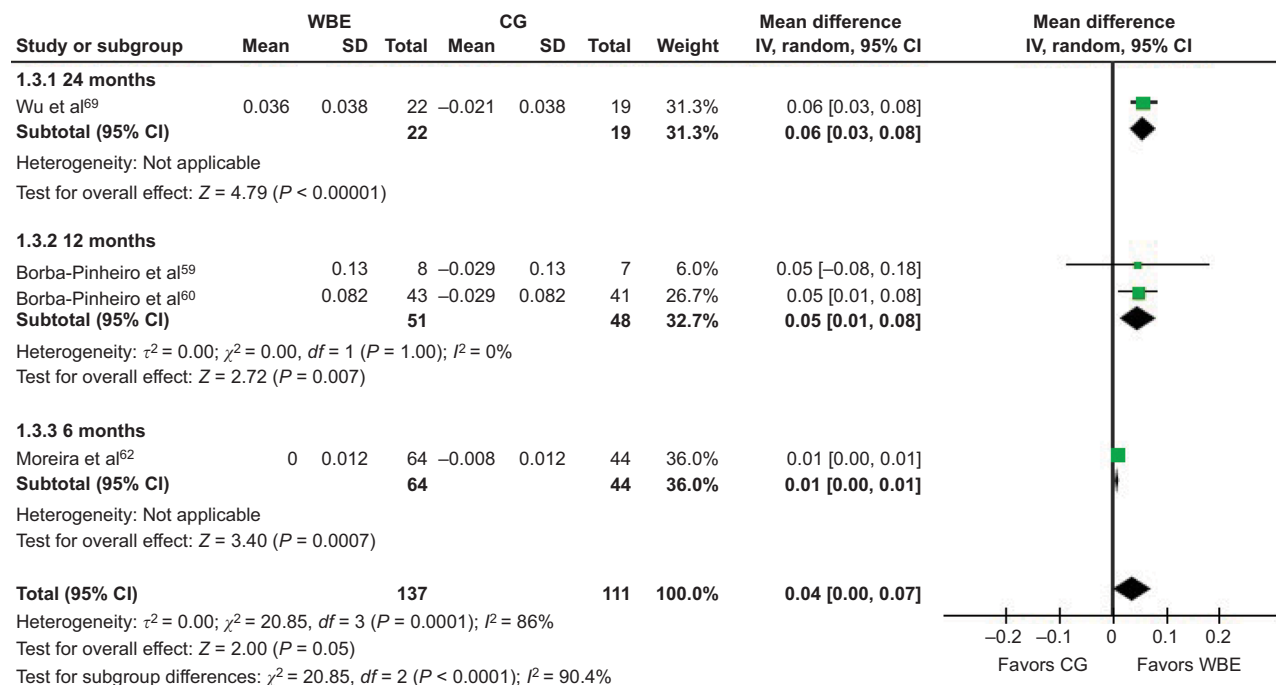 WBE CG Mean difference Mean difference
Study or subgroup Mean SD Total Mean SD Total Weight IV, random, 95% CI IV, random, 95% CI
1.3.1 24 months
Wu et al⁶⁹ 0.036 0.038 22 –0.021 0.038 19 31.3% 0.06 [0.03, 0.08]
Subtotal (95% CI) 22 19 31.3% 0.06 [0.03, 0.08]
Heterogeneity: Not applicable
Test for overall effect: Z = 4.79 (P < 0.00001)
1.3.2 12 months
Borba-Pinheiro et al⁵⁹ 0.13 8 –0.029 0.13 7 6.0% 0.05 [–0.08, 0.18]
Borba-Pinheiro et al⁶⁰ 0.082 43 –0.029 0.082 41 26.7% 0.05 [0.01, 0.08]
Subtotal (95% CI) 51 48 32.7% 0.05 [0.01, 0.08]
Heterogeneity: τ² = 0.00; χ² = 0.00, df = 1 (P = 1.00); I² = 0%
Test for overall effect: Z = 2.72 (P = 0.007)
1.3.3 6 months
Moreira et al⁶² 0 0.012 64 –0.008 0.012 44 36.0% 0.01 [0.00, 0.01]
Subtotal (95% CI) 64 44 36.0% 0.01 [0.00, 0.01]
Heterogeneity: Not applicable
Test for overall effect: Z = 3.40 (P = 0.0007)
Total (95% CI) 137 111 100.0% 0.04 [0.00, 0.07]
Heterogeneity: τ² = 0.00; χ² = 20.85, df = 3 (P = 0.0001); I² = 86%
Test for overall effect: Z = 2.00 (P = 0.05)
Test for subgroup differences: χ² = 20.85, df = 2 (P < 0.0001); I² = 90.4%
–0.2 –0.1 0 0.1 0.2
Favors CG Favors WBE